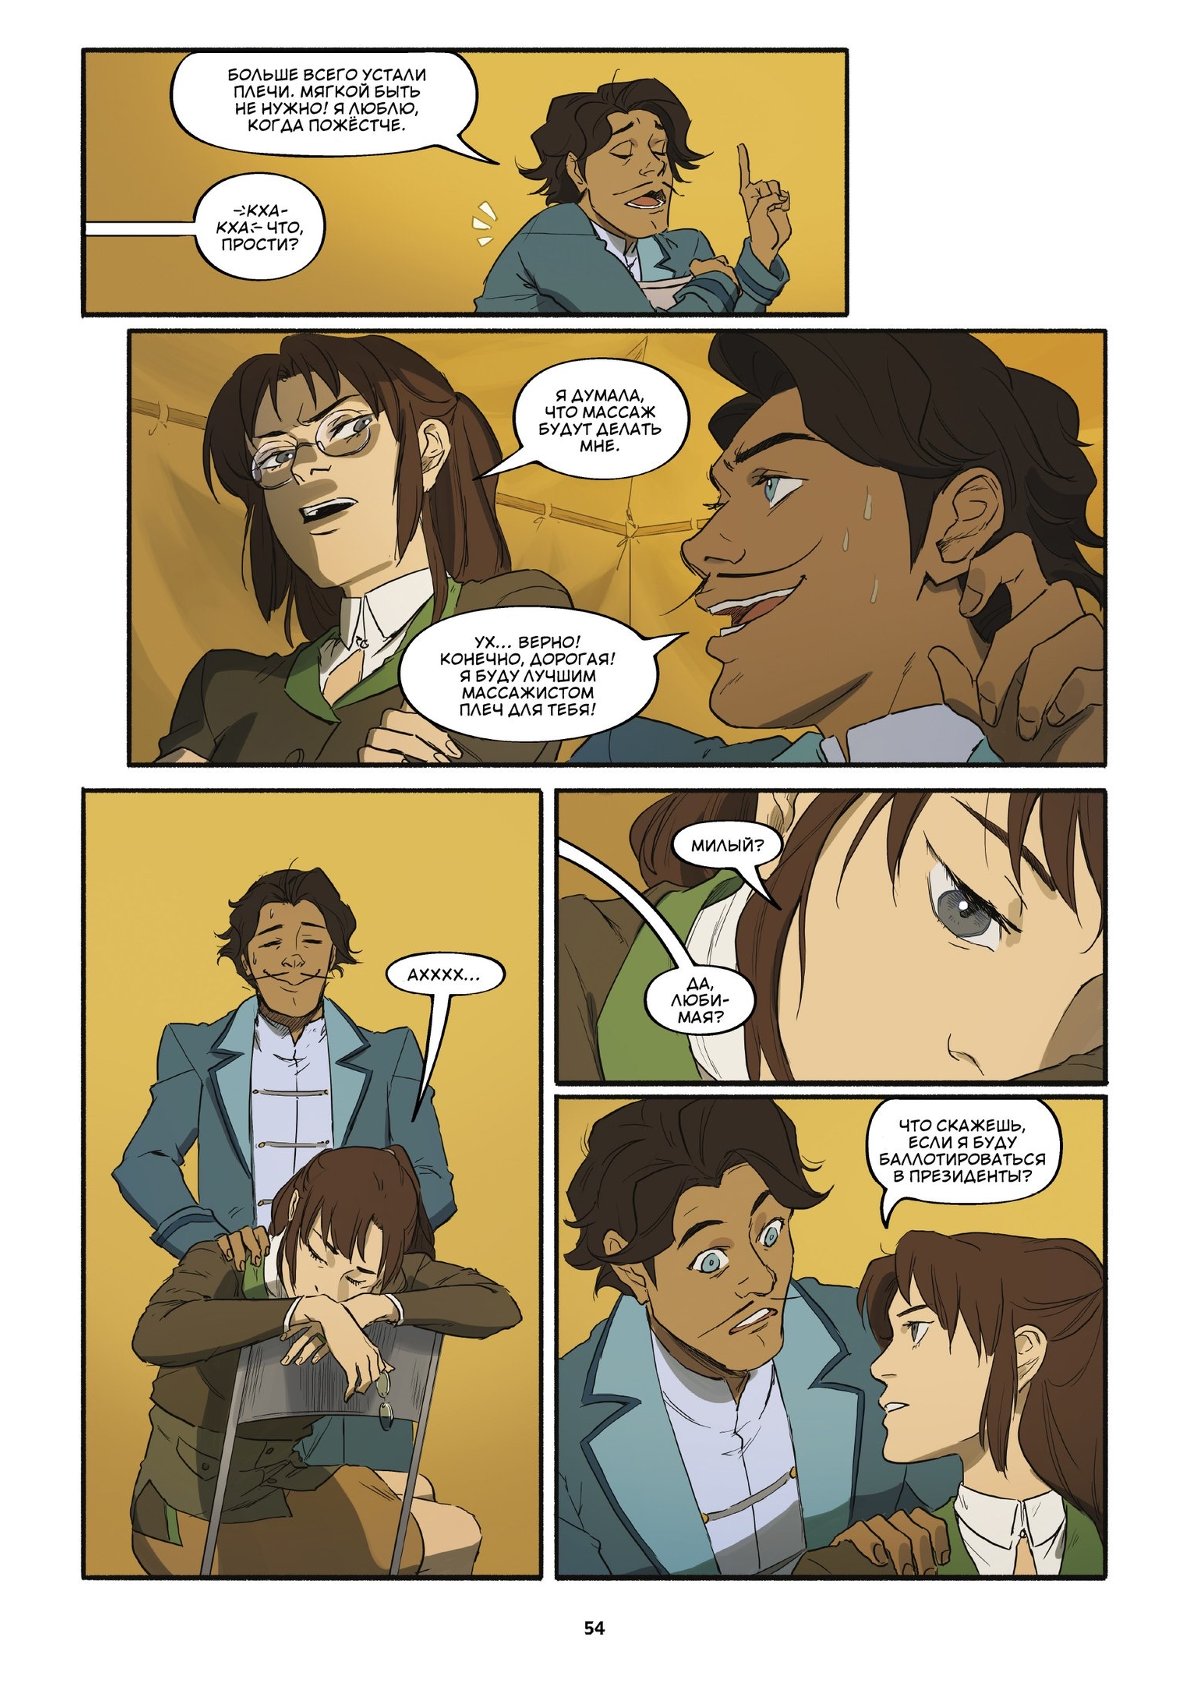 БОЛЬШЕ ВСЕГО УСТАЛИ
ПЛЕЧИ. МЯГКОЙ БЫТЬ
НЕ НУЖНО! Я ЛЮБЛЮ,
КОГДА ПОЖЁСТЧЕ.
-КХА-
КХА- ЧТО,
ПРОСТИ?
Я ДУМАЛА,
ЧТО МАССАЖ
БУДУТ ДЕЛАТЬ
МНЕ.
УХ... ВЕРНО!
КОНЕЧНО, ДОРОГАЯ!
Я БУДУ ЛУЧШИМ
МАССАЖИСТОМ
ПЛЕЧ ДЛЯ ТЕБЯ!
АХХХХ...
МИЛЫЙ?
ДА,
ЛЮБИ-
МАЯ?
ЧТО СКАЖЕШЬ,
ЕСЛИ Я БУДУ
БАЛЛОТИРОВАТЬСЯ
В ПРЕЗИДЕНТЫ?
54